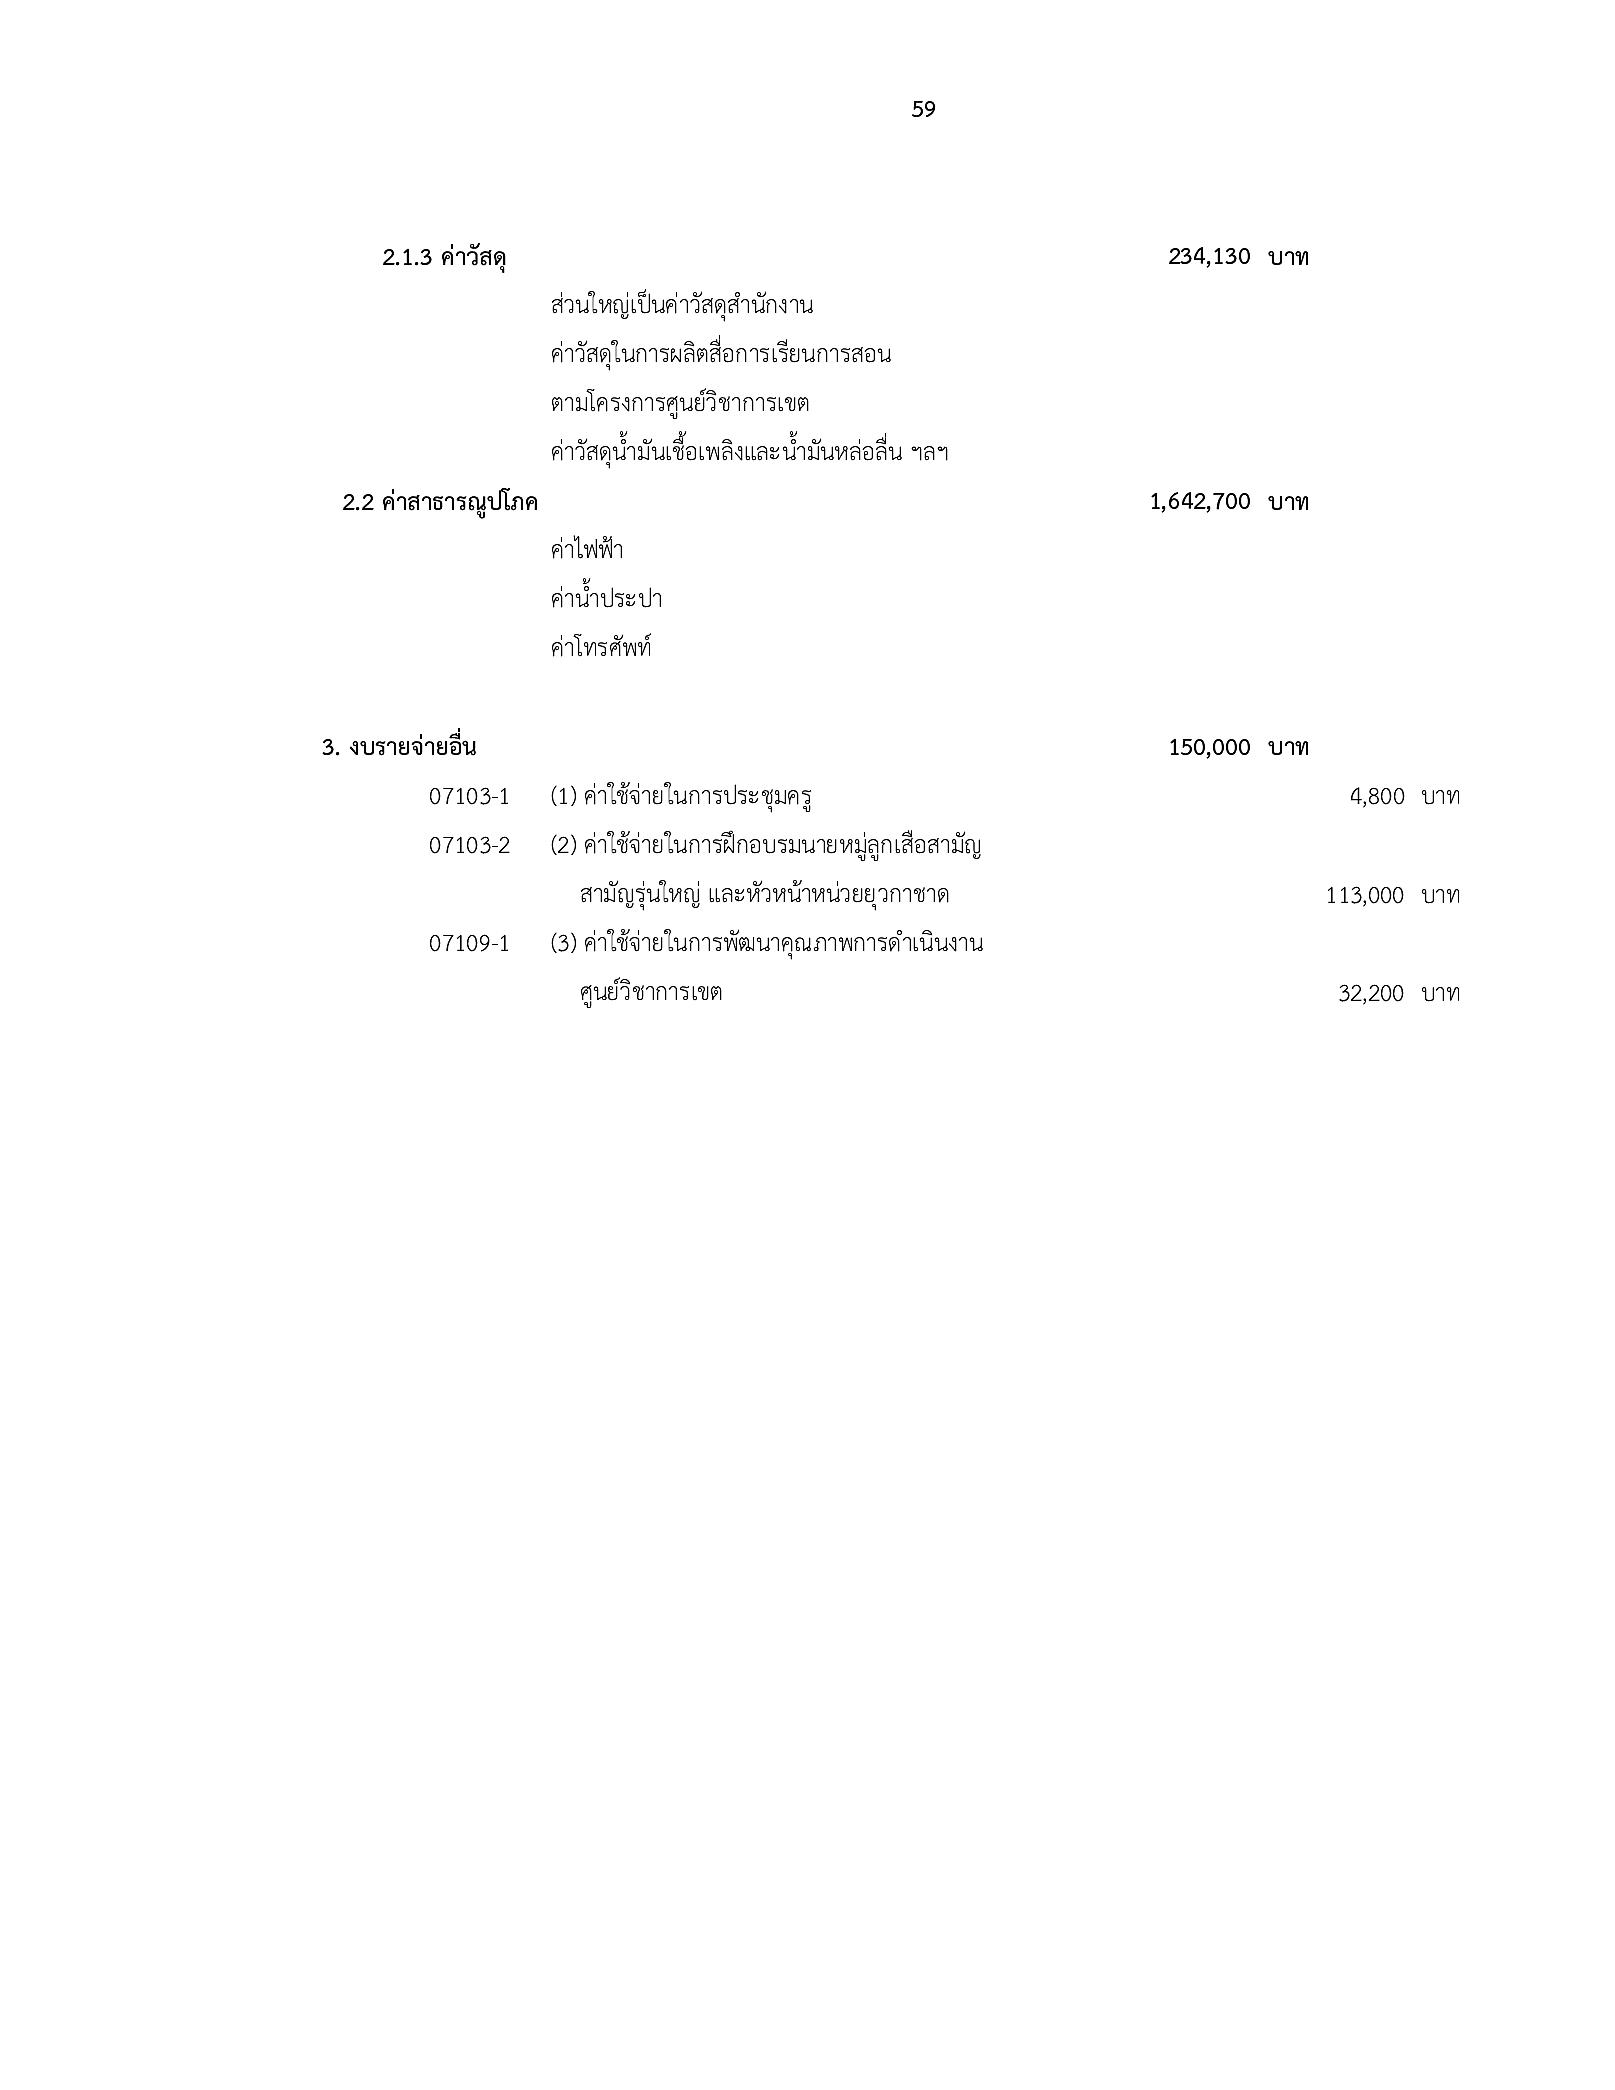 59
2.1.3 ค่าวัสดุ 234,130 บาท
ส่วนใหญ่เป็นค่าวัสดุสำนักงาน
ค่าวัสดุในการผลิตสื่อการเรียนการสอน
ตามโครงการศูนย์วิชาการเขต
ค่าวัสดุน้ำมันเชื้อเพลิงและน้ำมันหล่อลื่น ฯลฯ
2.2 ค่าสาธารณูปโภค 1,642,700 บาท
ค่าไฟฟ้า
ค่าน้ำประปา
ค่าโทรศัพท์
3. งบรายจ่ายอื่น 150,000 บาท
07103-1 (1) ค่าใช้จ่ายในการประชุมครู 4,800 บาท
07103-2 (2) ค่าใช้จ่ายในการฝึกอบรมนายหมู่ลูกเสือสามัญ
สามัญรุ่นใหญ่ และหัวหน้าหน่วยยุวกาชาด 113,000 บาท
07109-1 (3) ค่าใช้จ่ายในการพัฒนาคุณภาพการดำเนินงาน
ศูนย์วิชาการเขต 32,200 บาท